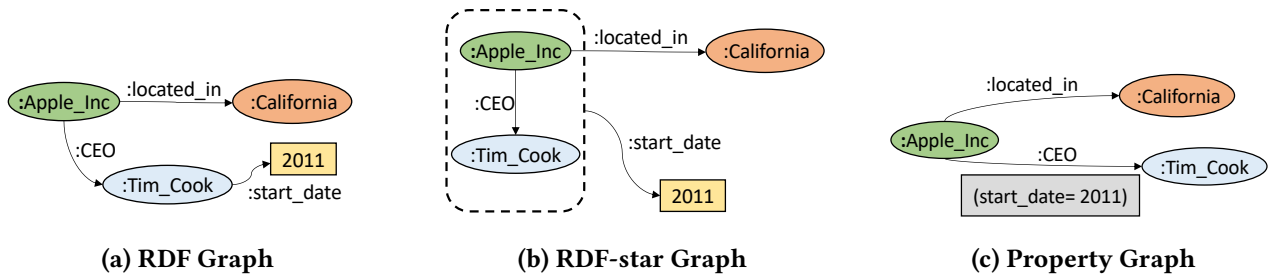 :Apple_Inc
:located_in
:California
:CEO
:Tim_Cook
2011
:start_date
(a) RDF Graph
:Apple_Inc
:located_in
:California
:CEO
:Tim_Cook
:start_date
2011
(b) RDF-star Graph
:located_in
:California
:Apple_Inc
:CEO
:Tim_Cook
(start_date= 2011)
(c) Property Graph